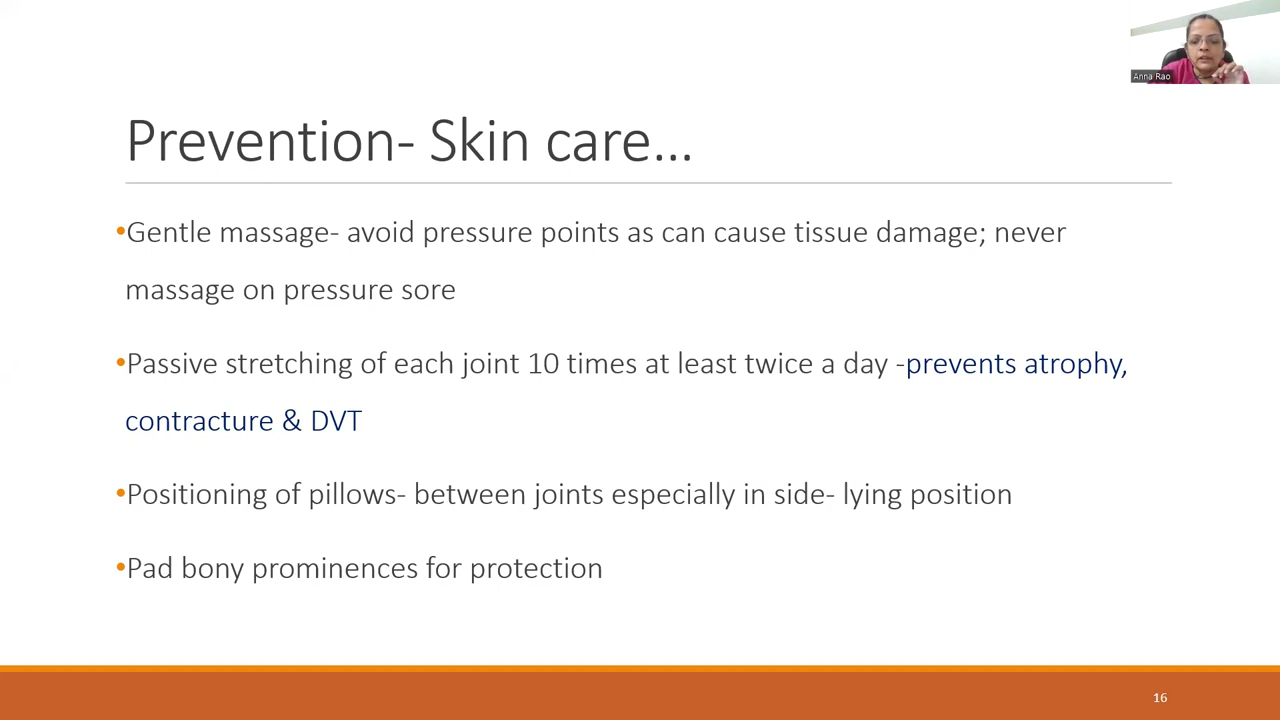 Anna Rao
Prevention- Skin care...
•Gentle massage- avoid pressure points as can cause tissue damage; never
massage on pressure sore
•Passive stretching of each joint 10 times at least twice a day -prevents atrophy,
contracture & DVT
•Positioning of pillows- between joints especially in side- lying position
•Pad bony prominences for protection
16